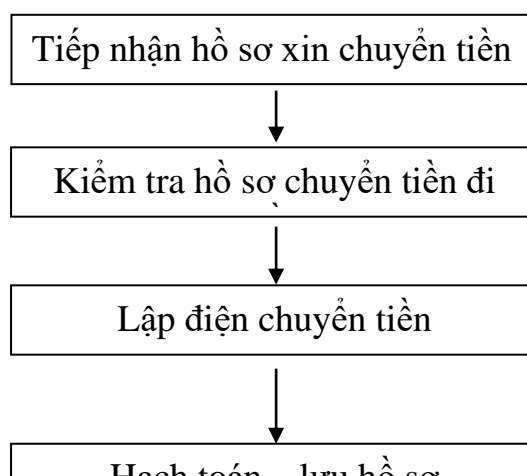 Tiếp nhận hồ sơ xin chuyển tiền
Kiểm tra hồ sơ chuyển tiền đi
Lập điện chuyển tiền
Hạch toán – lưu hồ sơ